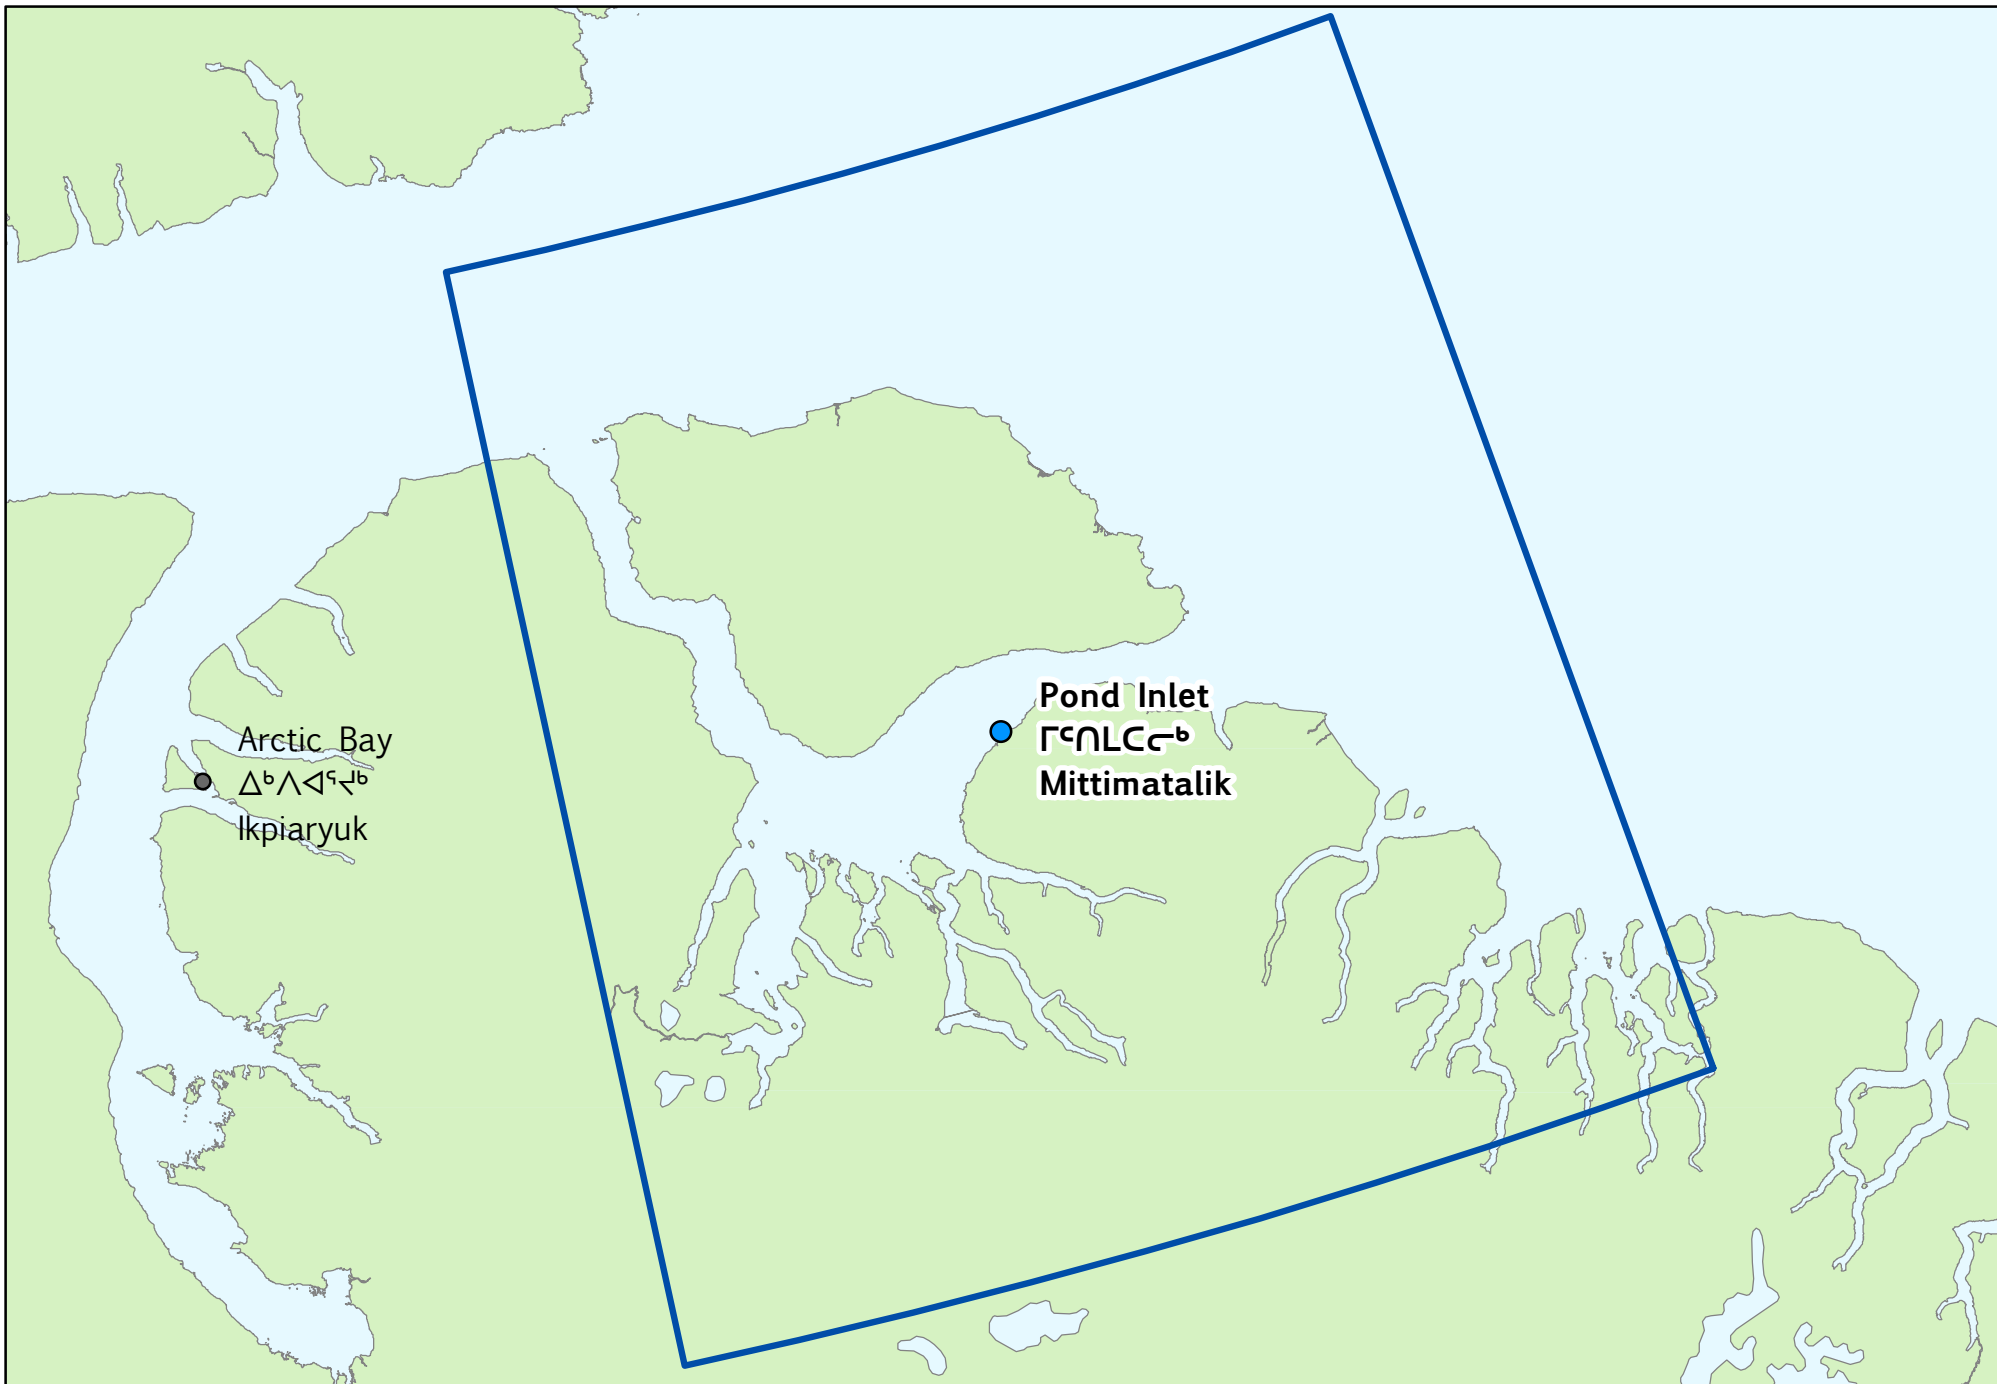 Pond Inlet
ᒥᑦᑎᒪᑕᓕᒃ
Mittimatalik
Arctic Bay
ᐃᒃᐱᐊᕐᔪᒃ
Ikpiaryuk